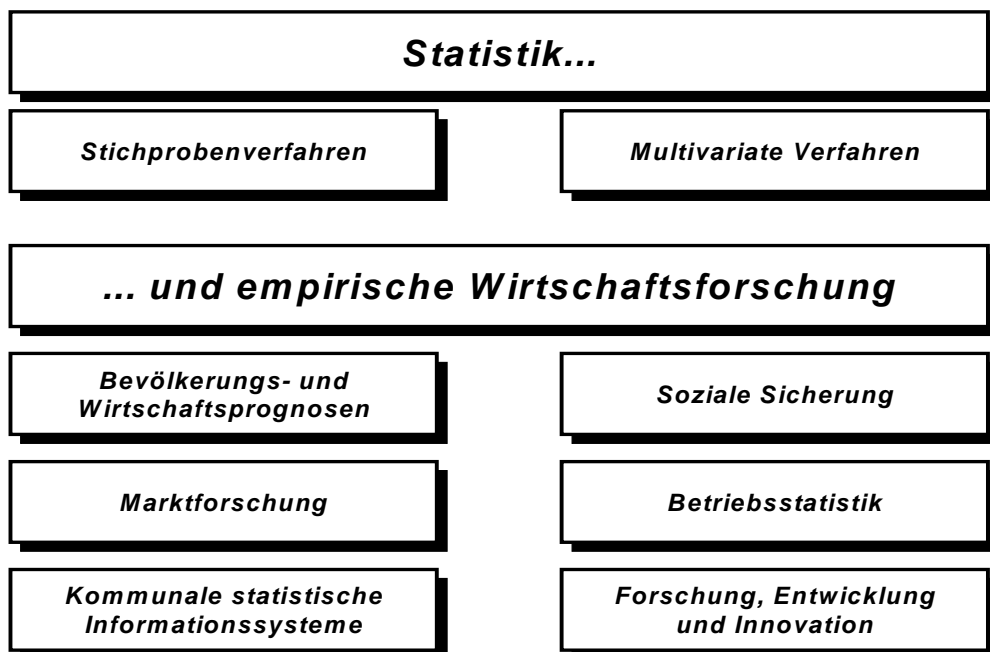 Statistik...
Stichprobenverfahren
Multivariate Verfahren
... und empirische Wirtschaftsforschung
Bevölkerungs- und
Wirtschaftsprognosen
Soziale Sicherung
Marktforschung
Betriebsstatistik
Kommunale statistische
Informationssysteme
Forschung, Entwicklung
und Innovation